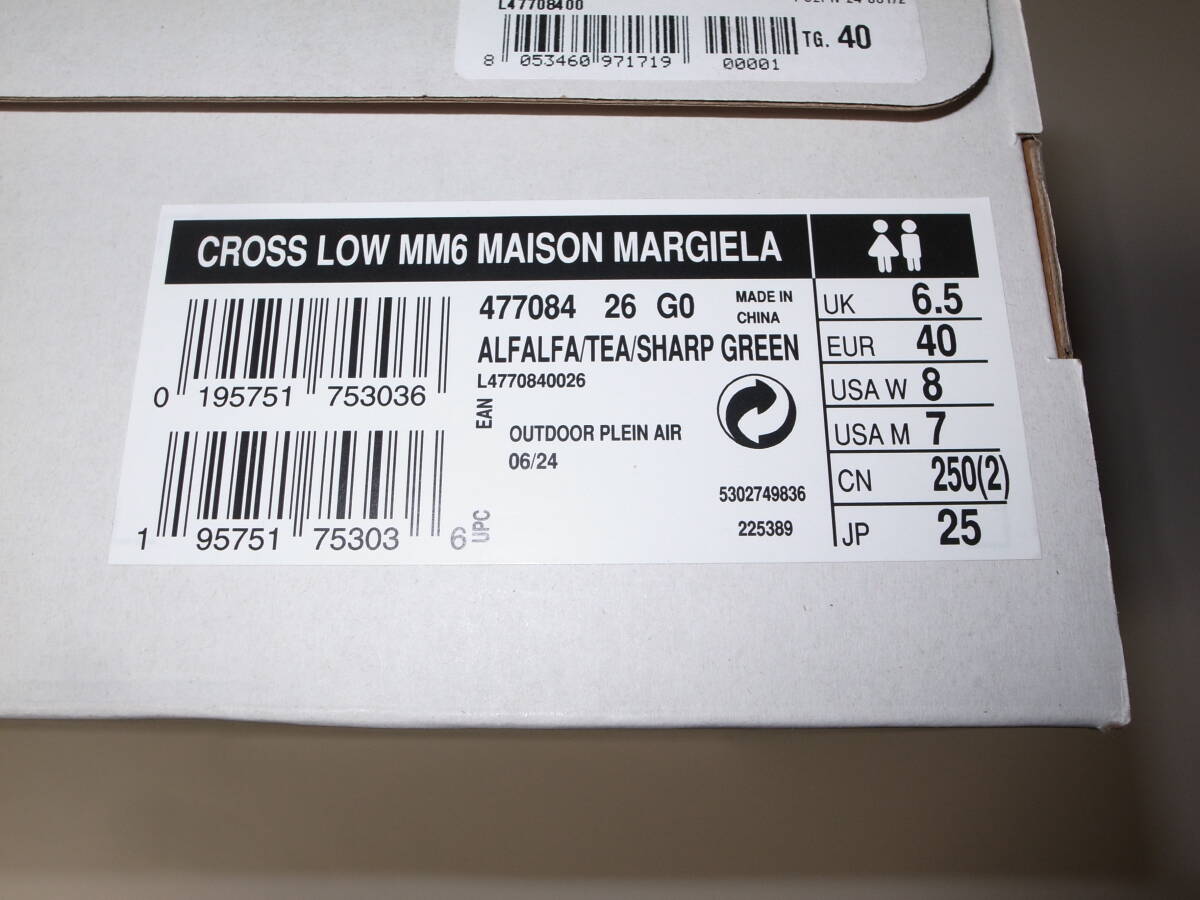 L47708400
8 053460 971719
00001
TG. 40
CROSS LOW MM6 MAISON MARGIELA
477084 26 G0
MADE IN
CHINA
ALFALFA/TEA/SHARP GREEN
L4770840026
EAN
0 195751 753036
OUTDOOR PLEIN AIR
06/24
5302749836
225389
UPC
1 95751 75303 6
UK 6.5
EUR 40
USA W 8
USA M 7
CN 250(2)
JP 25